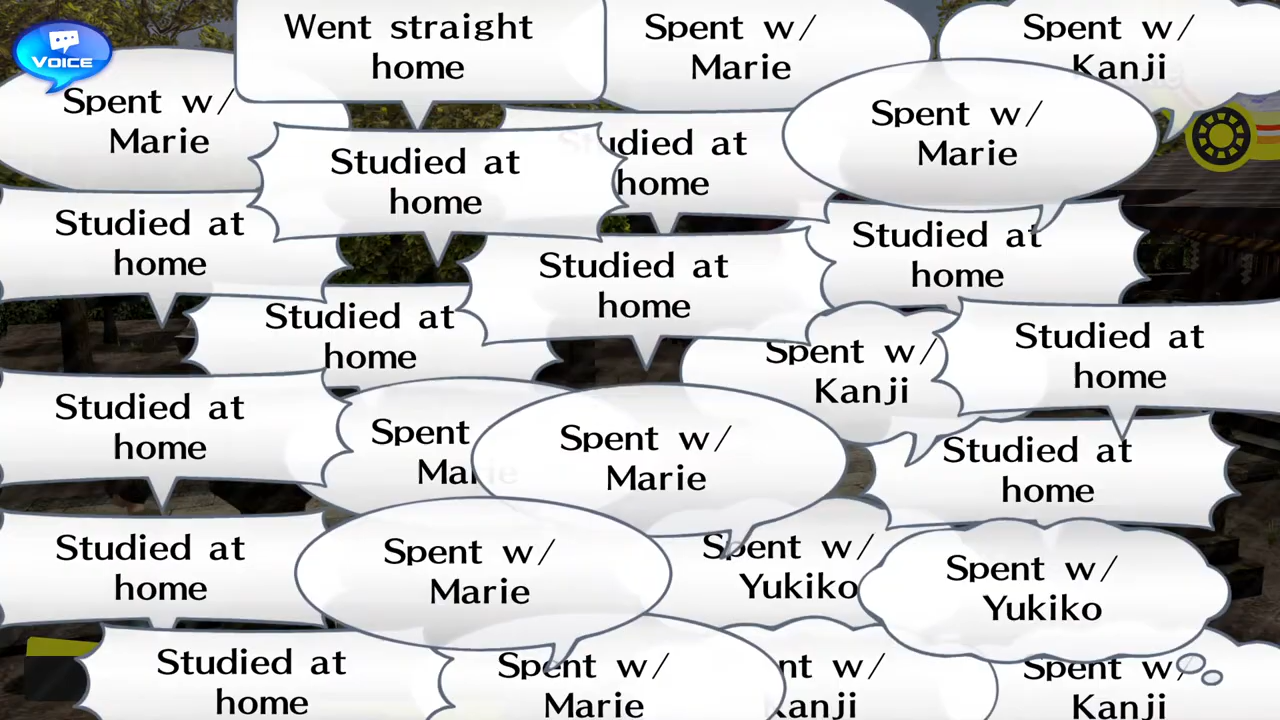 VOICE
Went straight
home
Spent w/
Marie
Spent w/
Kanji
Spent w/
Marie
Spent w/
Marie
Studied at
home
Studied at
home
Studied at
home
Studied at
home
Studied at
home
Studied at
home
Spent w/
Kanji
Studied at
home
Studied at
home
Spent
Marie
Spent w/
Marie
Studied at
home
Studied at
home
Spent w/
Marie
Spent w/
Yukiko
Spent w/
Yukiko
Studied at
home
Spent w/
Marie
w/
Kanji
Spent w/
Kanji